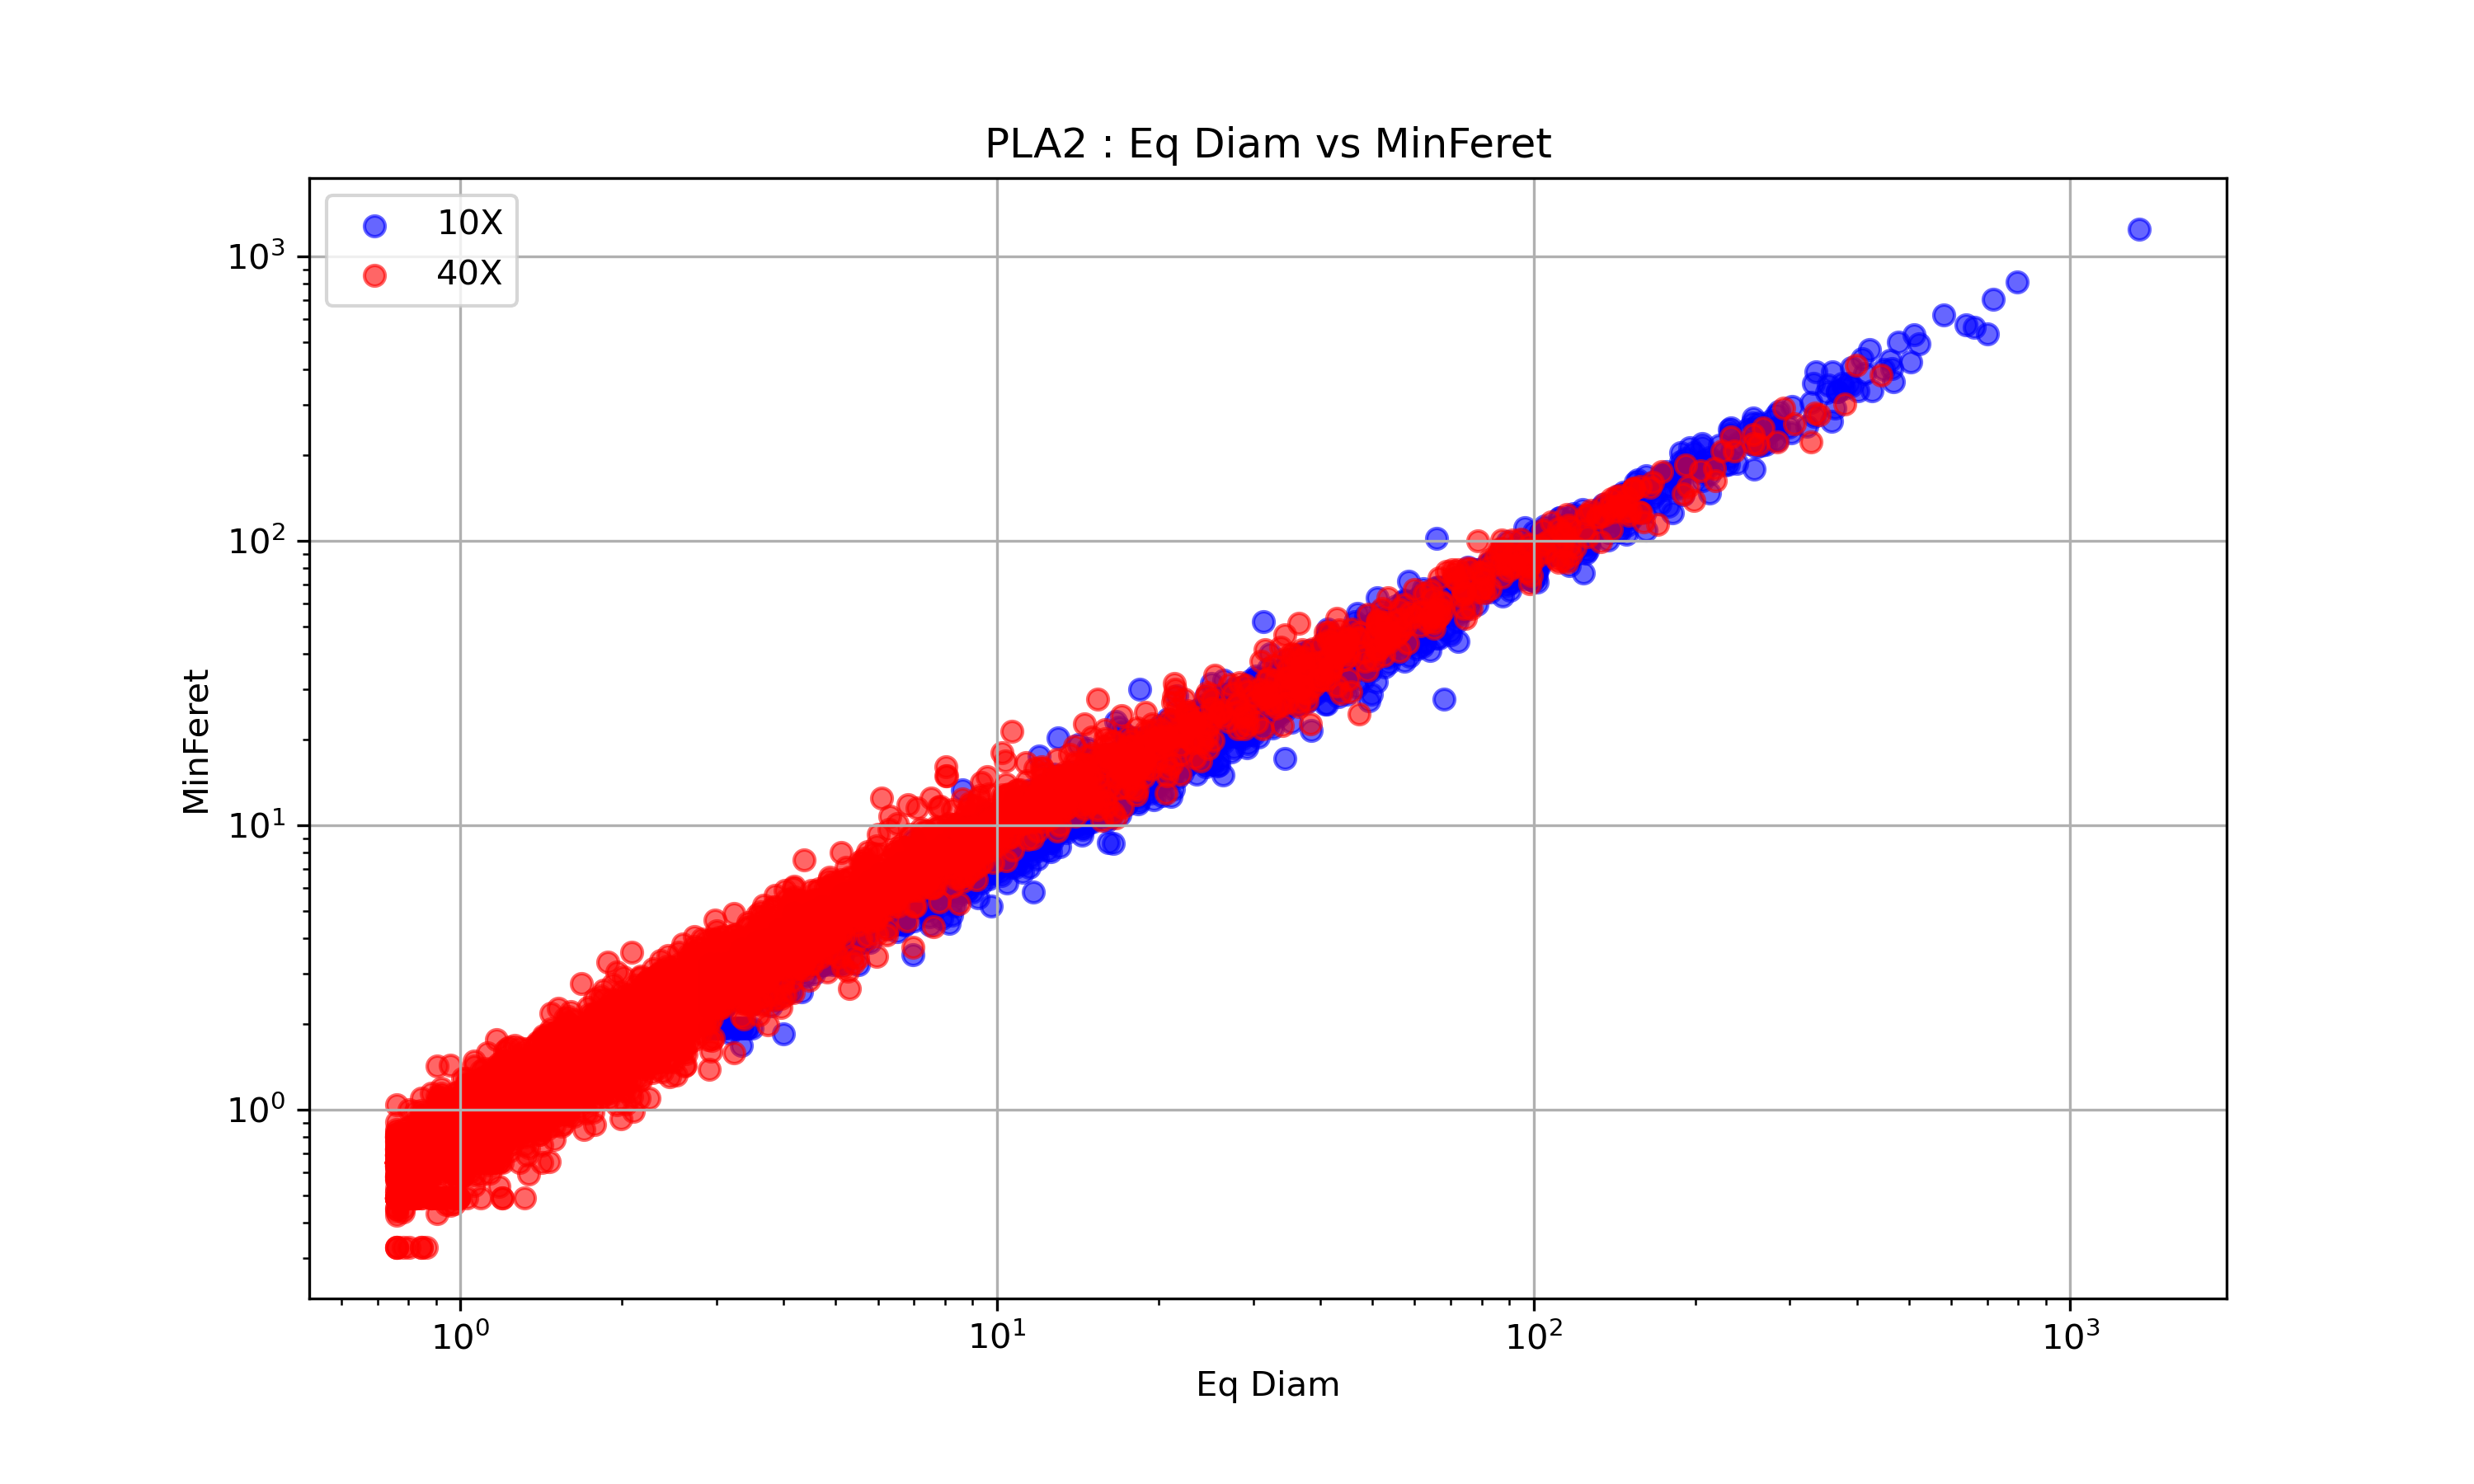 PLA2 : Eq Diam vs MinFeret
10X
40X
MinFeret
10³
10²
10¹
10⁰
10⁰ 10¹ 10² 10³
Eq Diam